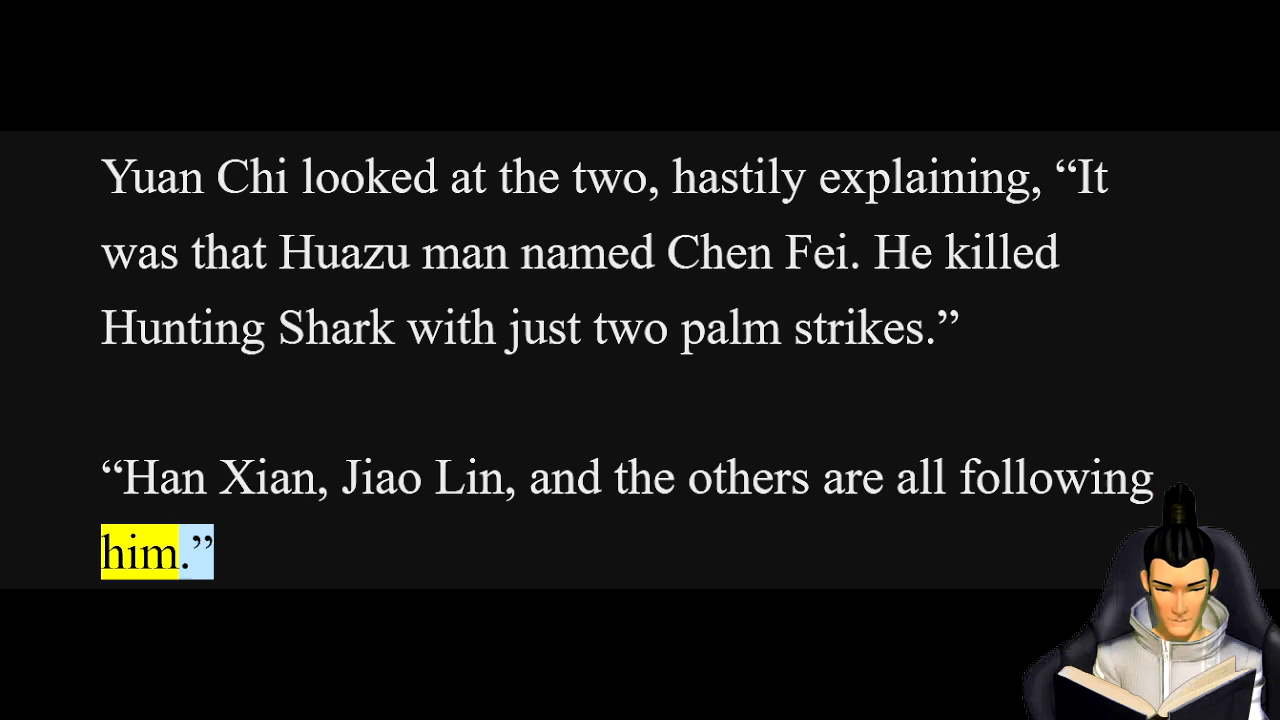 Yuan Chi looked at the two, hastily explaining, “It
was that Huazu man named Chen Fei. He killed
Hunting Shark with just two palm strikes.”
“Han Xian, Jiao Lin, and the others are all following
him.”